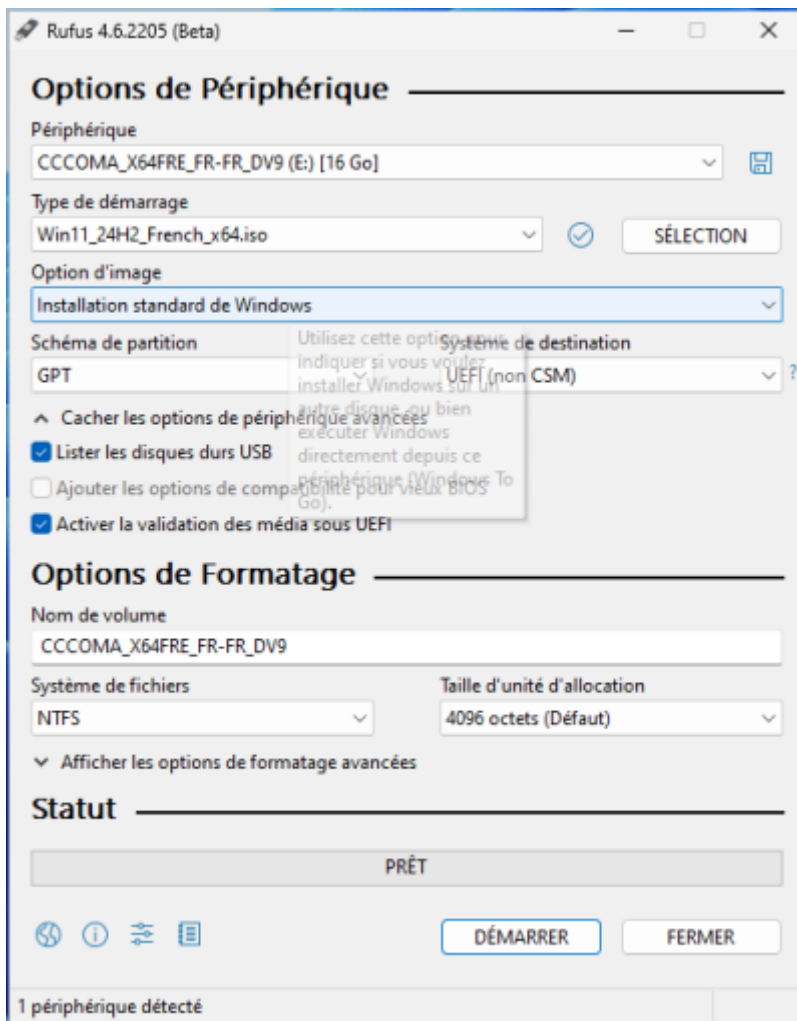 Rufus 4.6.2205 (Beta)
Options de Périphérique
Périphérique
CCCOMA_X64FRE_FR-FR_DV9 (E:) [16 Go]
Type de démarrage
Win11_24H2_French_x64.iso
SÉLECTION
Option d'image
Installation standard de Windows
Schéma de partition
Système de destination
GPT
UEFI (non CSM)
?
Utilisez cette option pour
indiquer si vous voulez
installer Windows sur un
autre disque, ou bien
exécuter Windows
directement depuis ce
périphérique (Windows To
Go).
Cacher les options de périphérique avancées
Lister les disques durs USB
Ajouter les options de compatibilité pour vieux BIOS
Activer la validation des média sous UEFI
Options de Formatage
Nom de volume
CCCOMA_X64FRE_FR-FR_DV9
Système de fichiers
Taille d'unité d'allocation
NTFS
4096 octets (Défaut)
Afficher les options de formatage avancées
Statut
PRÊT
DÉMARRER
FERMER
1 périphérique détecté